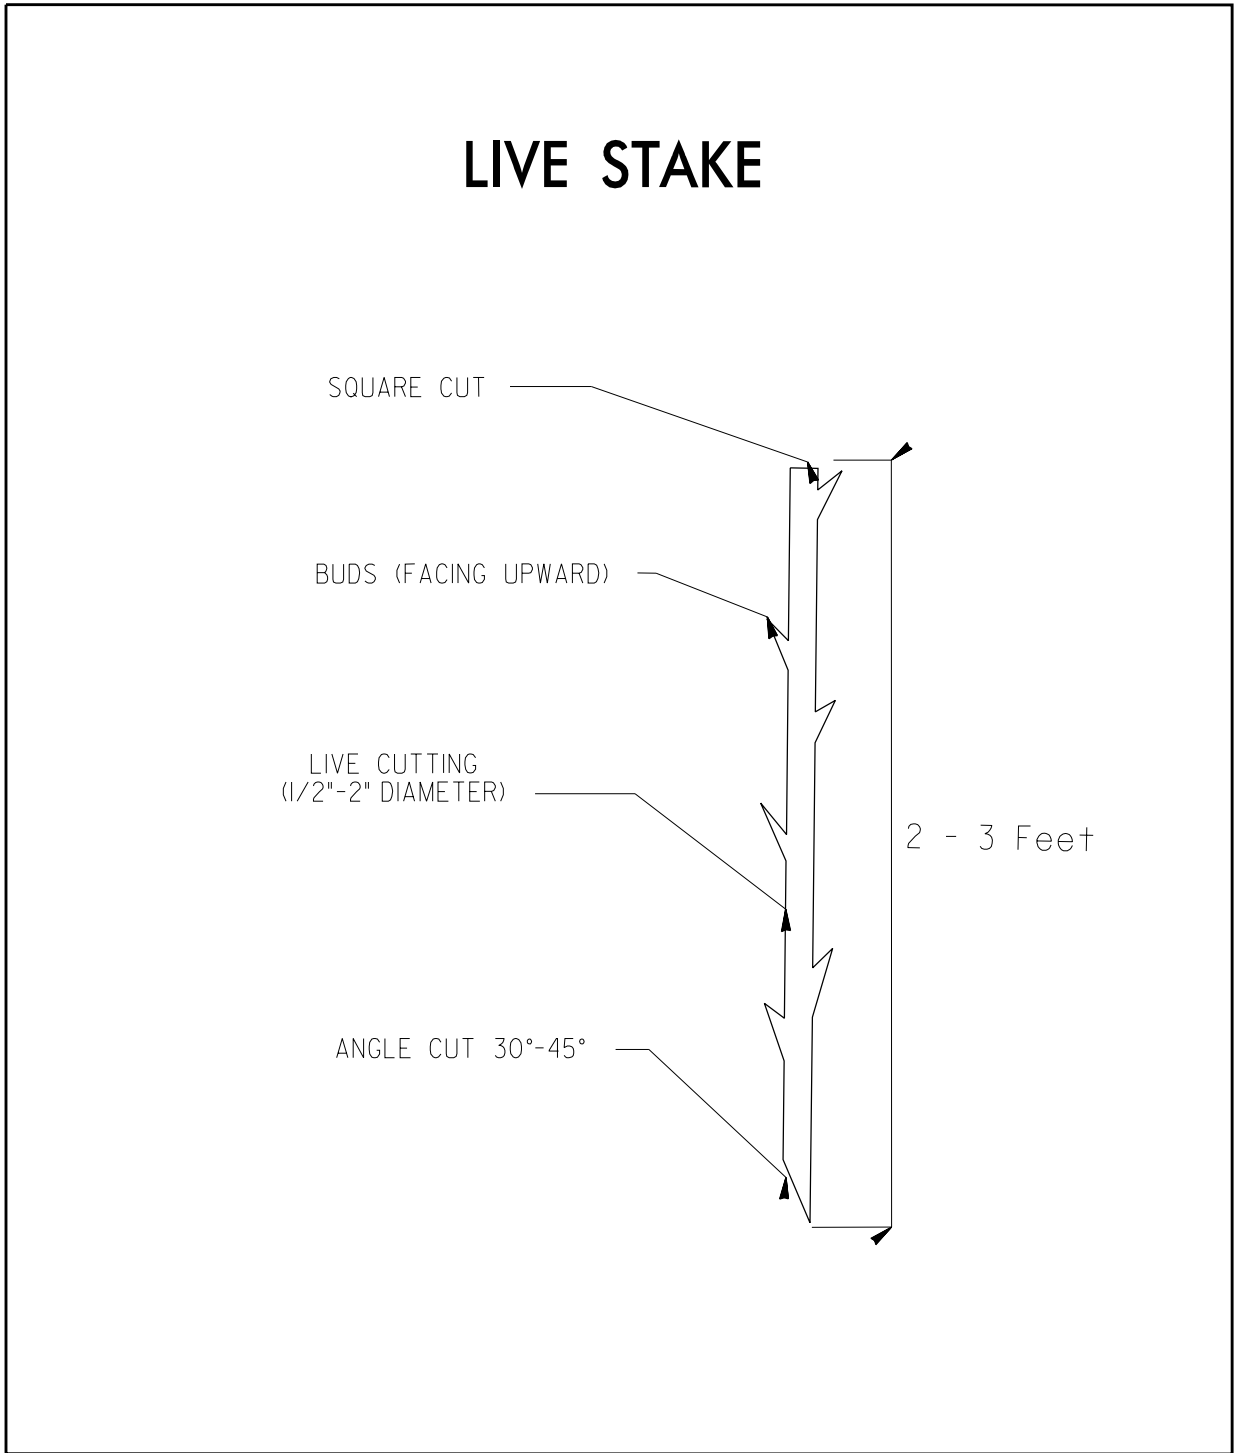 LIVE STAKE
SQUARE CUT
BUDS (FACING UPWARD)
LIVE CUTTING
(1/2"-2" DIAMETER)
2 - 3 Feet
ANGLE CUT 30°-45°